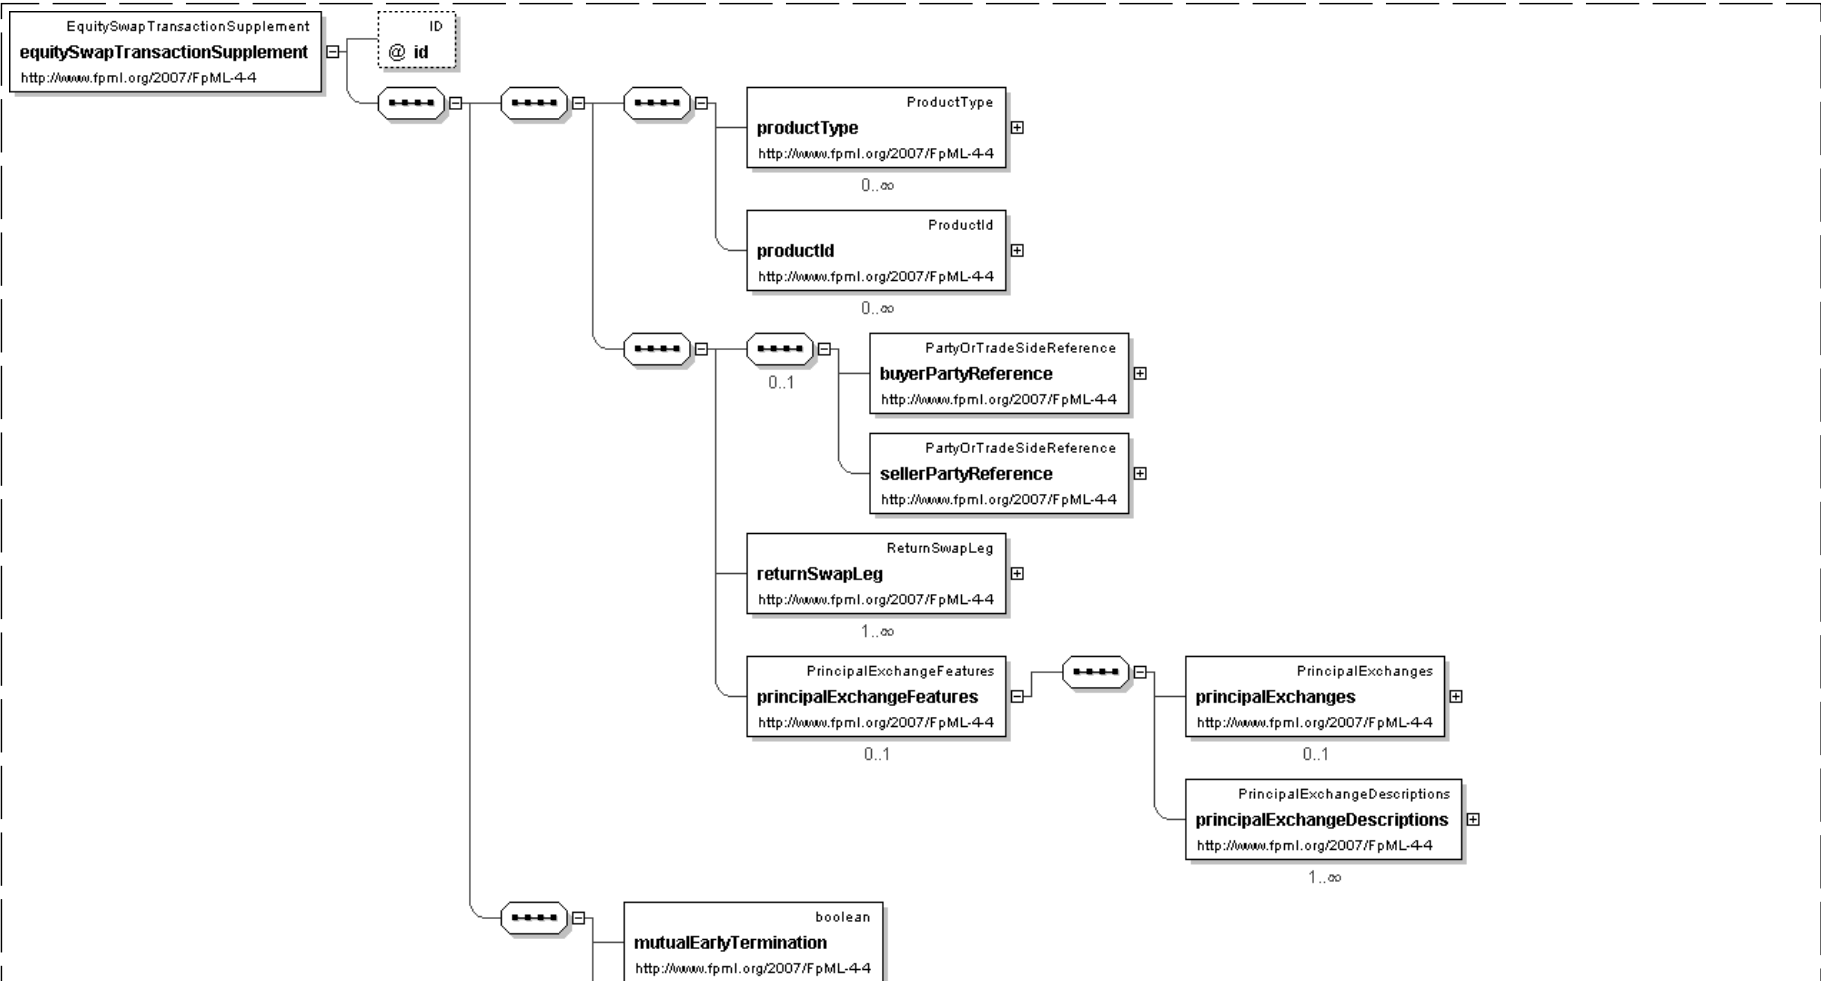 EquitySwapTransactionSupplement
equitySwapTransactionSupplement
http://www.fpml.org/2007/FpML-4-4
ID
@ id
ProductType
productType
http://www.fpml.org/2007/FpML-4-4
0..∞
ProductId
productId
http://www.fpml.org/2007/FpML-4-4
0..∞
0..1
PartyOrTradeSideReference
buyerPartyReference
http://www.fpml.org/2007/FpML-4-4
PartyOrTradeSideReference
sellerPartyReference
http://www.fpml.org/2007/FpML-4-4
ReturnSwapLeg
returnSwapLeg
http://www.fpml.org/2007/FpML-4-4
1..∞
PrincipalExchangeFeatures
principalExchangeFeatures
http://www.fpml.org/2007/FpML-4-4
0..1
PrincipalExchanges
principalExchanges
http://www.fpml.org/2007/FpML-4-4
0..1
PrincipalExchangeDescriptions
principalExchangeDescriptions
http://www.fpml.org/2007/FpML-4-4
1..∞
boolean
mutualEarlyTermination
http://www.fpml.org/2007/FpML-4-4